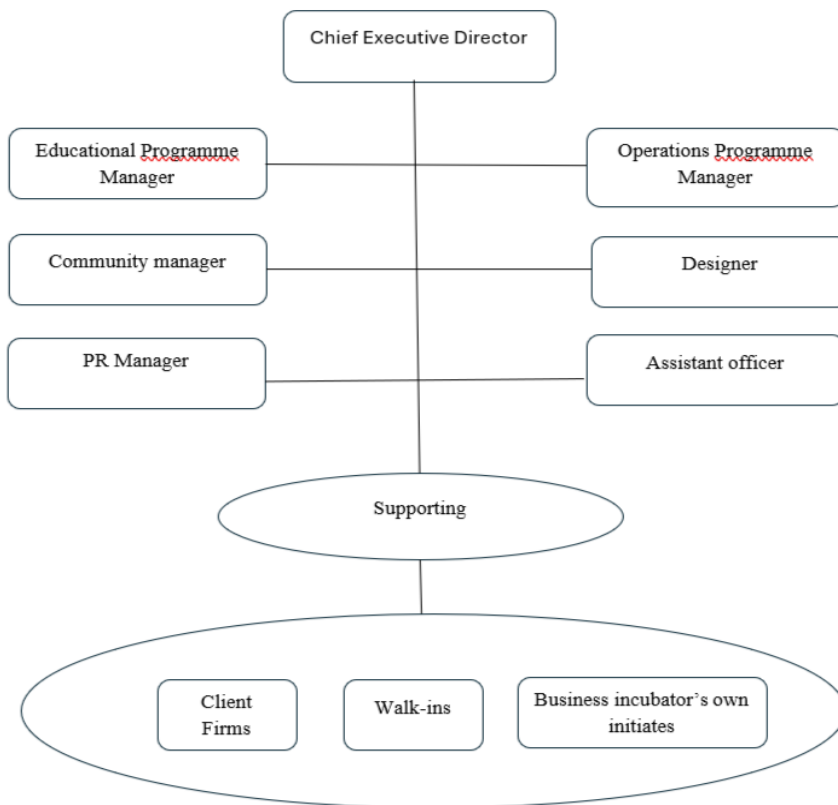 Chief Executive Director
Educational Programme
Manager
Operations Programme
Manager
Community manager
Designer
PR Manager
Assistant officer
Supporting
Client
Firms
Walk-ins
Business incubator’s own
initiates